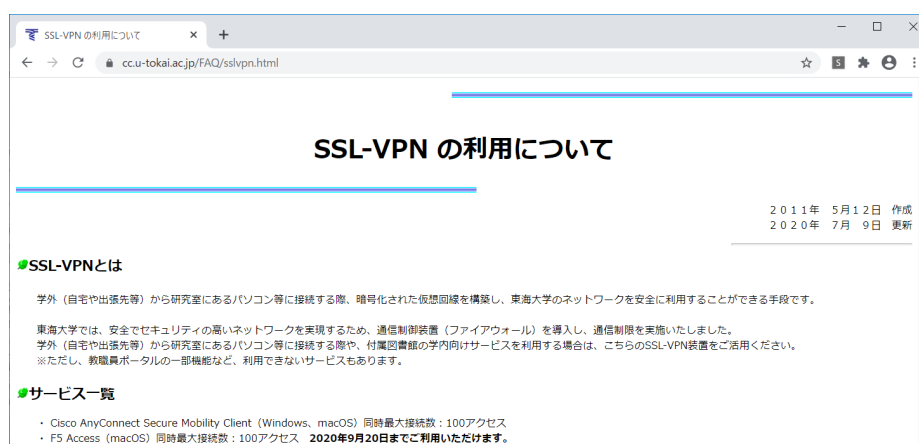 SSL-VPN の利用について
cc.u-tokai.ac.jp/FAQ/sslvpn.html
SSL-VPN の利用について
2011年 5月12日 作成
2020年 7月 9日 更新
SSL-VPNとは
学外（自宅や出張先等）から研究室にあるパソコン等に接続する際、暗号化された仮想回線を構築し、東海大学のネットワークを安全に利用することができる手段です。
東海大学では、安全でセキュリティの高いネットワークを実現するため、通信制御装置（ファイアウォール）を導入し、通信制限を実施いたしました。
学外（自宅や出張先等）から研究室にあるパソコン等に接続する際や、付属図書館の学内向けサービスを利用する場合は、こちらのSSL-VPN装置をご活用ください。
※ただし、教職員ポータルの一部機能など、利用できないサービスもあります。
サービス一覧
・ Cisco AnyConnect Secure Mobility Client（Windows、macOS）同時最大接続数：100アクセス
・ F5 Access（macOS）同時最大接続数：100アクセス 2020年9月20日までご利用いただけます。